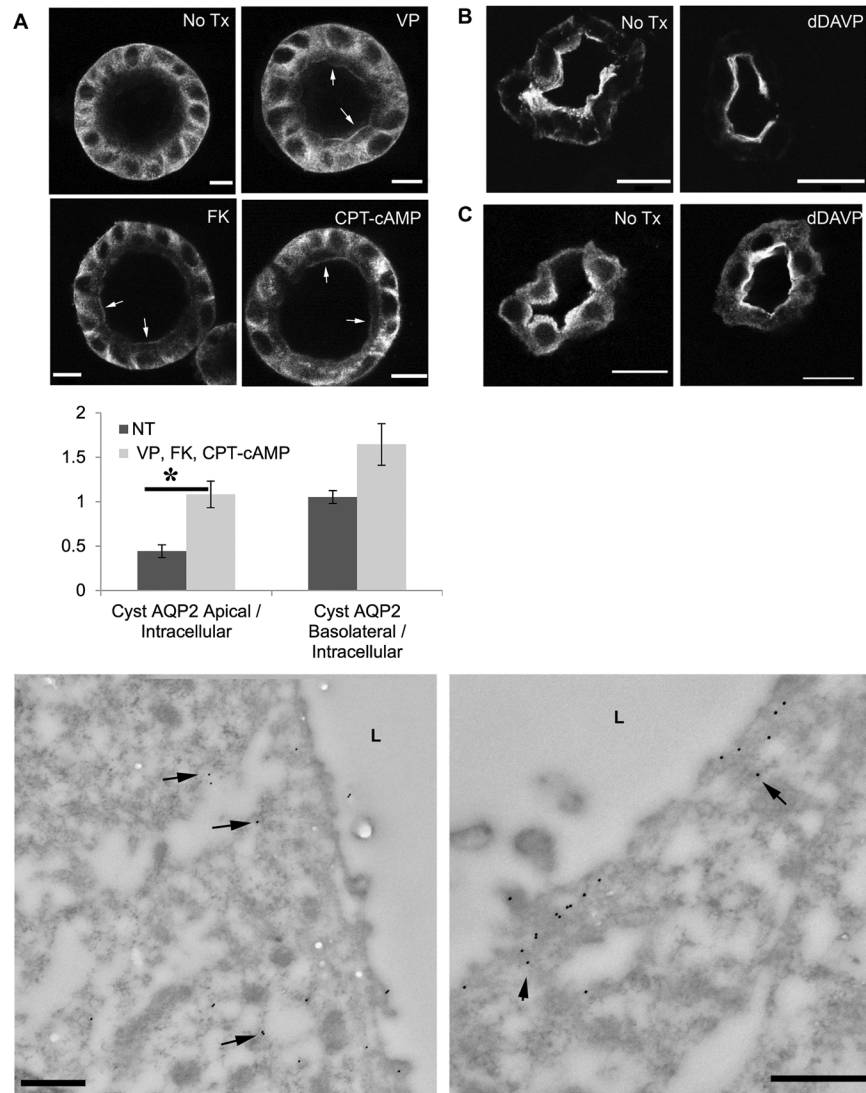 A
No Tx
VP
FK
CPT-cAMP
B
No Tx
dDAVP
C
No Tx
dDAVP
2
1.5
1
0.5
0
NT
VP, FK, CPT-cAMP
*
Cyst AQP2 Apical /
Intracellular
Cyst AQP2
Basolateral /
Intracellular
L
L